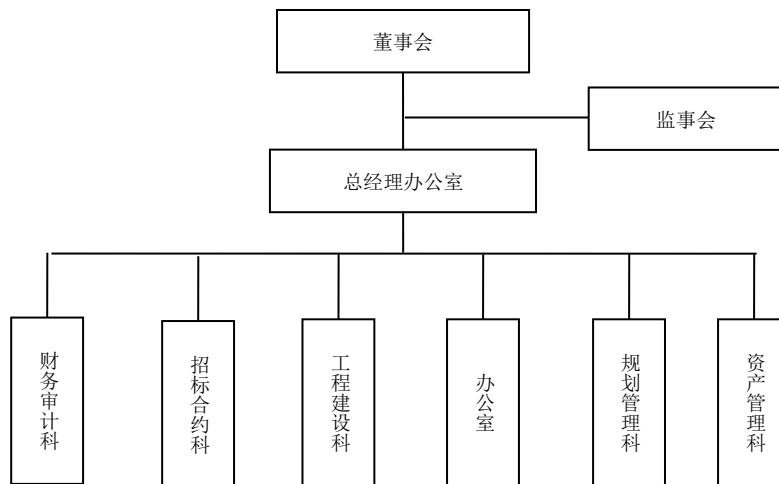 董事会
监事会
总经理办公室
财务审计科
招标合约科
工程建设科
办公室
规划管理科
资产管理科